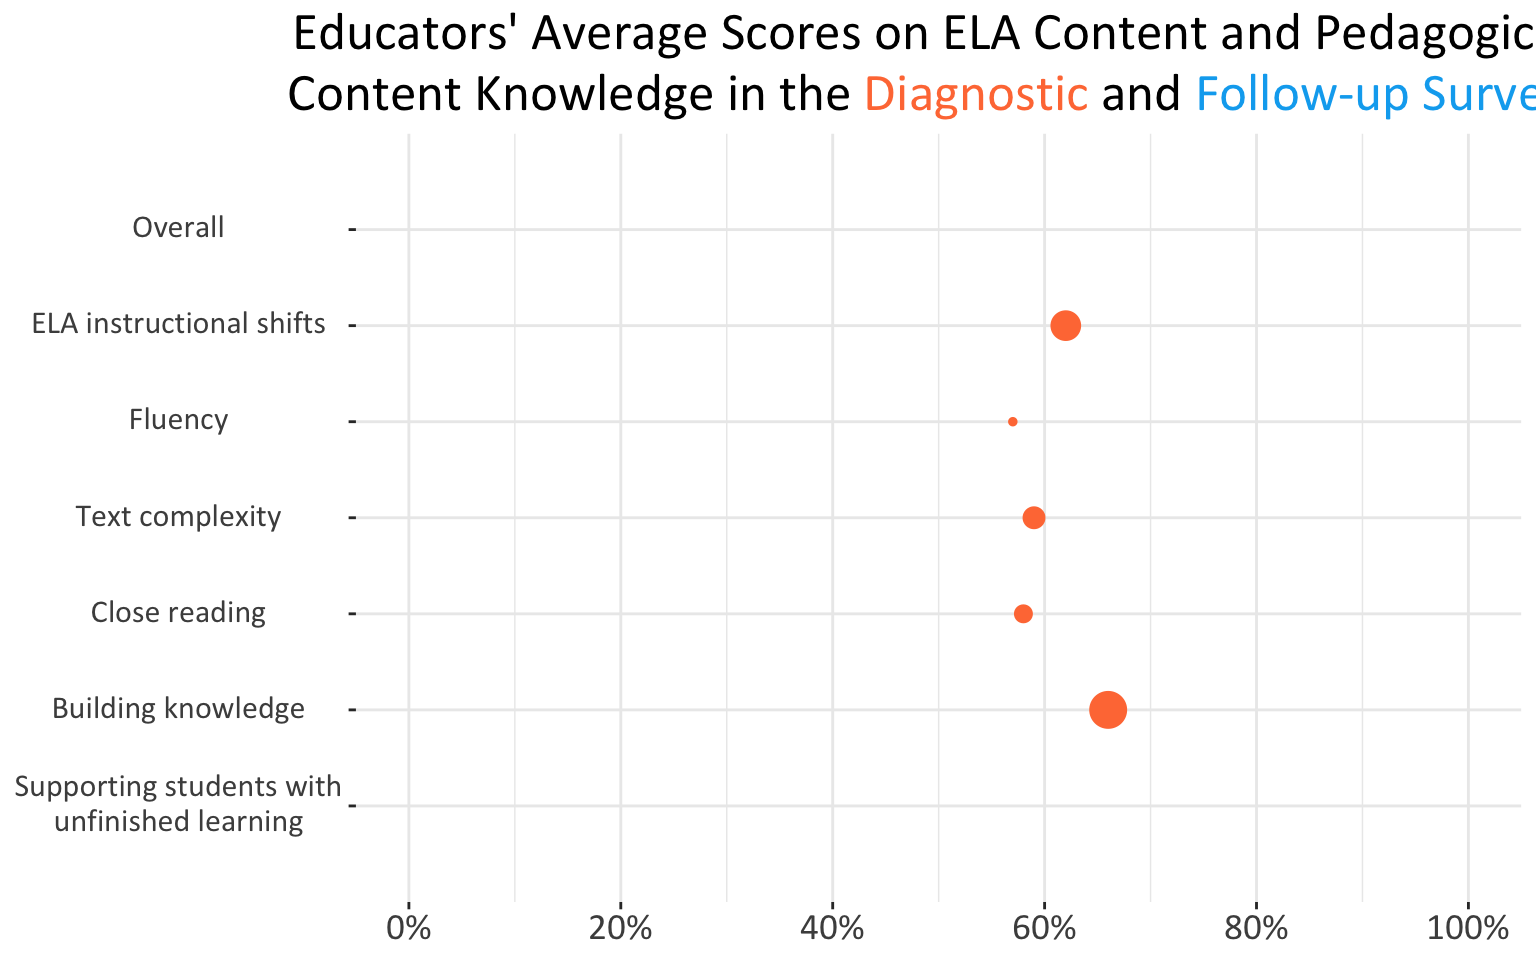 Educators' Average Scores on ELA Content and Pedagogic
Content Knowledge in the Diagnostic and Follow-up Surve
Overall
ELA instructional shifts
Fluency
Text complexity
Close reading
Building knowledge
Supporting students with
unfinished learning
0% 20% 40% 60% 80% 100%